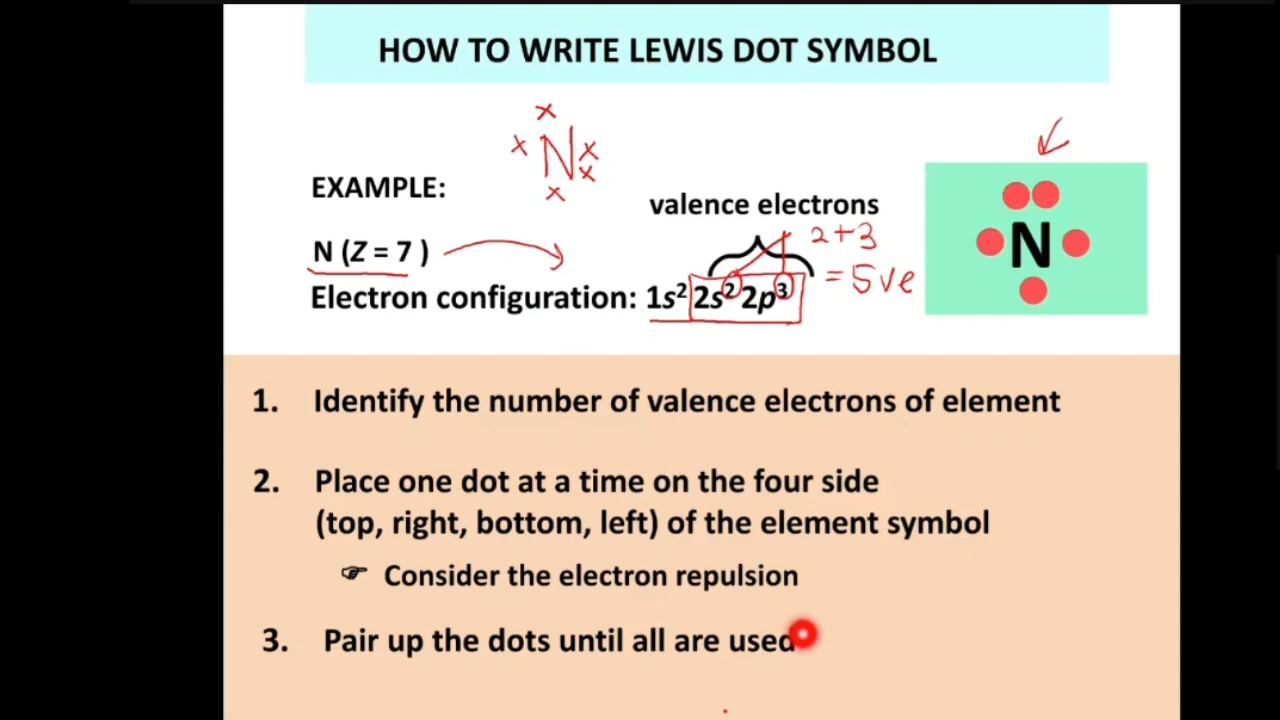 HOW TO WRITE LEWIS DOT SYMBOL
x
x N x
x
x
EXAMPLE:
valence electrons
N (Z = 7 )
2+3
= 5 ve
Electron configuration: 1s² 2s² 2p³
N
1. Identify the number of valence electrons of element
2. Place one dot at a time on the four side
(top, right, bottom, left) of the element symbol
☞ Consider the electron repulsion
3. Pair up the dots until all are used